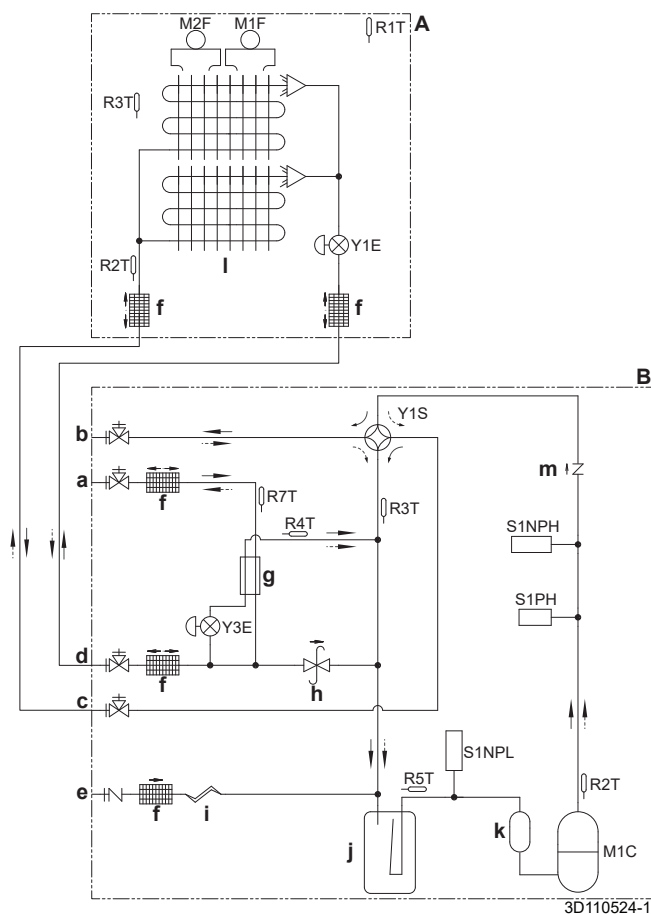 M2F M1F
R1T
A
R3T
Y1E
R2T
l
f
f
B
b
Y1S
m
a
f
R7T
R3T
S1NPH
R4T
g
S1PH
Y3E
d
f
h
c
S1NPL
e
f
i
R5T
R2T
j
k
M1C
3D110524-1